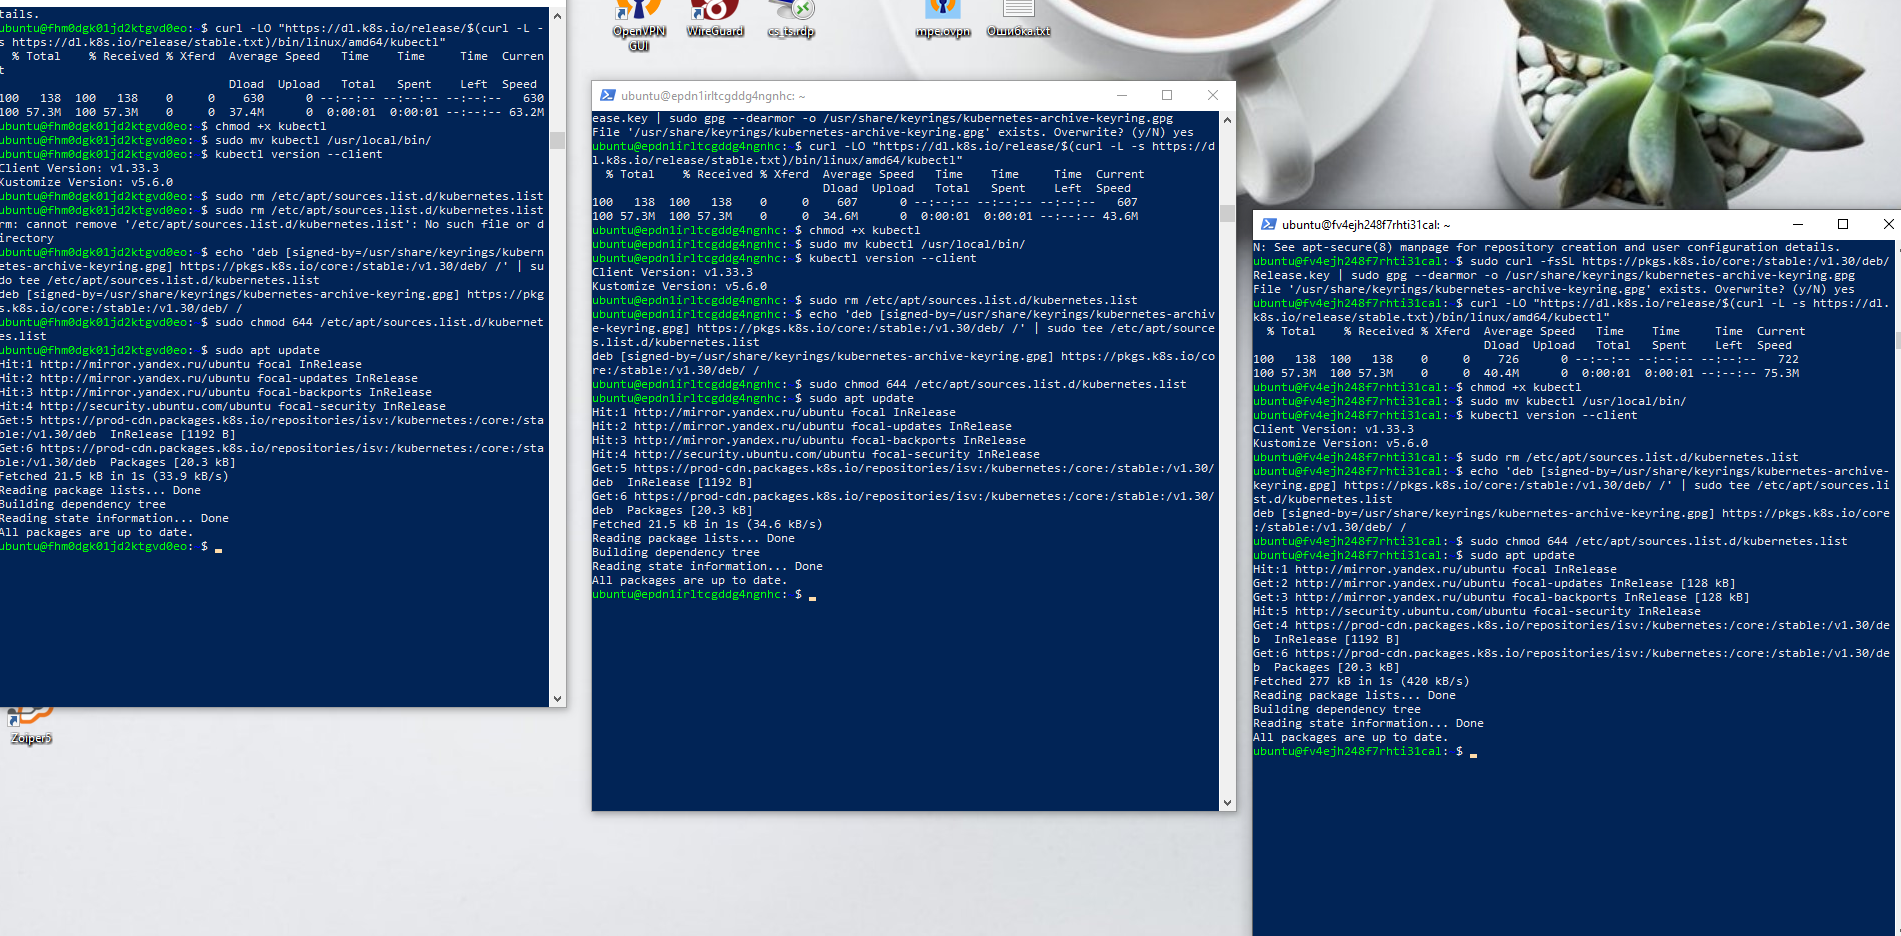 tails.
ubuntu@fhm0dgk01jd2ktgvd0eo: $ curl -LO "https://dl.k8s.io/release/$(curl -L -
s https://dl.k8s.io/release/stable.txt)/bin/linux/amd64/kubectl"
% Total % Received % Xferd Average Speed Time Time Time Curren
t
Dload Upload Total Spent Left Speed
100 138 100 138 0 0 630 0 --:--:-- --:--:-- --:--:-- 630
100 57.3M 100 57.3M 0 0 37.4M 0 0:00:01 0:00:01 --:--:-- 63.2M
ubuntu@fhm0dgk01jd2ktgvd0eo: $ chmod +x kubectl
ubuntu@fhm0dgk01jd2ktgvd0eo: $ sudo mv kubectl /usr/local/bin/
ubuntu@fhm0dgk01jd2ktgvd0eo: $ kubectl version --client
Client Version: v1.33.3
Kustomize Version: v5.6.0
ubuntu@fhm0dgk01jd2ktgvd0eo: $ sudo rm /etc/apt/sources.list.d/kubernetes.list
ubuntu@fhm0dgk01jd2ktgvd0eo: $ sudo rm /etc/apt/sources.list.d/kubernetes.list
rm: cannot remove '/etc/apt/sources.list.d/kubernetes.list': No such file or d
irectory
ubuntu@fhm0dgk01jd2ktgvd0eo: $ echo 'deb [signed-by=/usr/share/keyrings/kubern
etes-archive-keyring.gpg] https://pkgs.k8s.io/core:/stable:/v1.30/deb/ /' | su
do tee /etc/apt/sources.list.d/kubernetes.list
deb [signed-by=/usr/share/keyrings/kubernetes-archive-keyring.gpg] https://pkg
s.k8s.io/core:/stable:/v1.30/deb/ /
ubuntu@fhm0dgk01jd2ktgvd0eo: $ sudo chmod 644 /etc/apt/sources.list.d/kubernet
es.list
ubuntu@fhm0dgk01jd2ktgvd0eo: $ sudo apt update
Hit:1 http://mirror.yandex.ru/ubuntu focal InRelease
Hit:2 http://mirror.yandex.ru/ubuntu focal-updates InRelease
Hit:3 http://mirror.yandex.ru/ubuntu focal-backports InRelease
Hit:4 http://security.ubuntu.com/ubuntu focal-security InRelease
Get:5 https://prod-cdn.packages.k8s.io/repositories/isv:/kubernetes:/core:/sta
ble:/v1.30/deb InRelease [1192 B]
Get:6 https://prod-cdn.packages.k8s.io/repositories/isv:/kubernetes:/core:/sta
ble:/v1.30/deb Packages [20.3 kB]
Fetched 21.5 kB in 1s (33.9 kB/s)
Reading package lists... Done
Building dependency tree
Reading state information... Done
All packages are up to date.
ubuntu@fhm0dgk01jd2ktgvd0eo: $
Zoiper5
OpenVPN
GUI
WireGuard
cs_ts.rdp
mpe.ovpn
Ошибка.txt
ubuntu@epdn1irltcgddg4ngnhc: ~
ease.key | sudo gpg --dearmor -o /usr/share/keyrings/kubernetes-archive-keyring.gpg
File '/usr/share/keyrings/kubernetes-archive-keyring.gpg' exists. Overwrite? (y/N) yes
ubuntu@epdn1irltcgddg4ngnhc: $ curl -LO "https://dl.k8s.io/release/$(curl -L -s https://d
l.k8s.io/release/stable.txt)/bin/linux/amd64/kubectl"
% Total % Received % Xferd Average Speed Time Time Time Current
Dload Upload Total Spent Left Speed
100 138 100 138 0 0 607 0 --:--:-- --:--:-- --:--:-- 607
100 57.3M 100 57.3M 0 0 34.6M 0 0:00:01 0:00:01 --:--:-- 43.6M
ubuntu@epdn1irltcgddg4ngnhc: $ chmod +x kubectl
ubuntu@epdn1irltcgddg4ngnhc: $ sudo mv kubectl /usr/local/bin/
ubuntu@epdn1irltcgddg4ngnhc: $ kubectl version --client
Client Version: v1.33.3
Kustomize Version: v5.6.0
ubuntu@epdn1irltcgddg4ngnhc: $ sudo rm /etc/apt/sources.list.d/kubernetes.list
ubuntu@epdn1irltcgddg4ngnhc: $ echo 'deb [signed-by=/usr/share/keyrings/kubernetes-archiv
e-keyring.gpg] https://pkgs.k8s.io/core:/stable:/v1.30/deb/ /' | sudo tee /etc/apt/source
s.list.d/kubernetes.list
deb [signed-by=/usr/share/keyrings/kubernetes-archive-keyring.gpg] https://pkgs.k8s.io/co
re:/stable:/v1.30/deb/ /
ubuntu@epdn1irltcgddg4ngnhc: $ sudo chmod 644 /etc/apt/sources.list.d/kubernetes.list
ubuntu@epdn1irltcgddg4ngnhc: $ sudo apt update
Hit:1 http://mirror.yandex.ru/ubuntu focal InRelease
Hit:2 http://mirror.yandex.ru/ubuntu focal-updates InRelease
Hit:3 http://mirror.yandex.ru/ubuntu focal-backports InRelease
Hit:4 http://security.ubuntu.com/ubuntu focal-security InRelease
Get:5 https://prod-cdn.packages.k8s.io/repositories/isv:/kubernetes:/core:/stable:/v1.30/
deb InRelease [1192 B]
Get:6 https://prod-cdn.packages.k8s.io/repositories/isv:/kubernetes:/core:/stable:/v1.30/
deb Packages [20.3 kB]
Fetched 21.5 kB in 1s (34.6 kB/s)
Reading package lists... Done
Building dependency tree
Reading state information... Done
All packages are up to date.
ubuntu@epdn1irltcgddg4ngnhc: $
ubuntu@fv4ejh248f7rhti31cal: ~
N: See apt-secure(8) manpage for repository creation and user configuration details.
ubuntu@fv4ejh248f7rhti31cal: $ sudo curl -fsSL https://pkgs.k8s.io/core:/stable:/v1.30/deb/
Release.key | sudo gpg --dearmor -o /usr/share/keyrings/kubernetes-archive-keyring.gpg
File '/usr/share/keyrings/kubernetes-archive-keyring.gpg' exists. Overwrite? (y/N) yes
ubuntu@fv4ejh248f7rhti31cal: $ curl -LO "https://dl.k8s.io/release/$(curl -L -s https://dl.
k8s.io/release/stable.txt)/bin/linux/amd64/kubectl"
% Total % Received % Xferd Average Speed Time Time Time Current
Dload Upload Total Spent Left Speed
100 138 100 138 0 0 726 0 --:--:-- --:--:-- --:--:-- 722
100 57.3M 100 57.3M 0 0 40.4M 0 0:00:01 0:00:01 --:--:-- 75.3M
ubuntu@fv4ejh248f7rhti31cal: $ chmod +x kubectl
ubuntu@fv4ejh248f7rhti31cal: $ sudo mv kubectl /usr/local/bin/
ubuntu@fv4ejh248f7rhti31cal: $ kubectl version --client
Client Version: v1.33.3
Kustomize Version: v5.6.0
ubuntu@fv4ejh248f7rhti31cal: $ sudo rm /etc/apt/sources.list.d/kubernetes.list
ubuntu@fv4ejh248f7rhti31cal: $ echo 'deb [signed-by=/usr/share/keyrings/kubernetes-archive-
keyring.gpg] https://pkgs.k8s.io/core:/stable:/v1.30/deb/ /' | sudo tee /etc/apt/sources.li
st.d/kubernetes.list
deb [signed-by=/usr/share/keyrings/kubernetes-archive-keyring.gpg] https://pkgs.k8s.io/core
:/stable:/v1.30/deb/ /
ubuntu@fv4ejh248f7rhti31cal: $ sudo chmod 644 /etc/apt/sources.list.d/kubernetes.list
ubuntu@fv4ejh248f7rhti31cal: $ sudo apt update
Hit:1 http://mirror.yandex.ru/ubuntu focal InRelease
Get:2 http://mirror.yandex.ru/ubuntu focal-updates InRelease [128 kB]
Get:3 http://mirror.yandex.ru/ubuntu focal-backports InRelease [128 kB]
Hit:5 http://security.ubuntu.com/ubuntu focal-security InRelease
Get:4 https://prod-cdn.packages.k8s.io/repositories/isv:/kubernetes:/core:/stable:/v1.30/de
b InRelease [1192 B]
Get:6 https://prod-cdn.packages.k8s.io/repositories/isv:/kubernetes:/core:/stable:/v1.30/de
b Packages [20.3 kB]
Fetched 277 kB in 1s (420 kB/s)
Reading package lists... Done
Building dependency tree
Reading state information... Done
All packages are up to date.
ubuntu@fv4ejh248f7rhti31cal: $